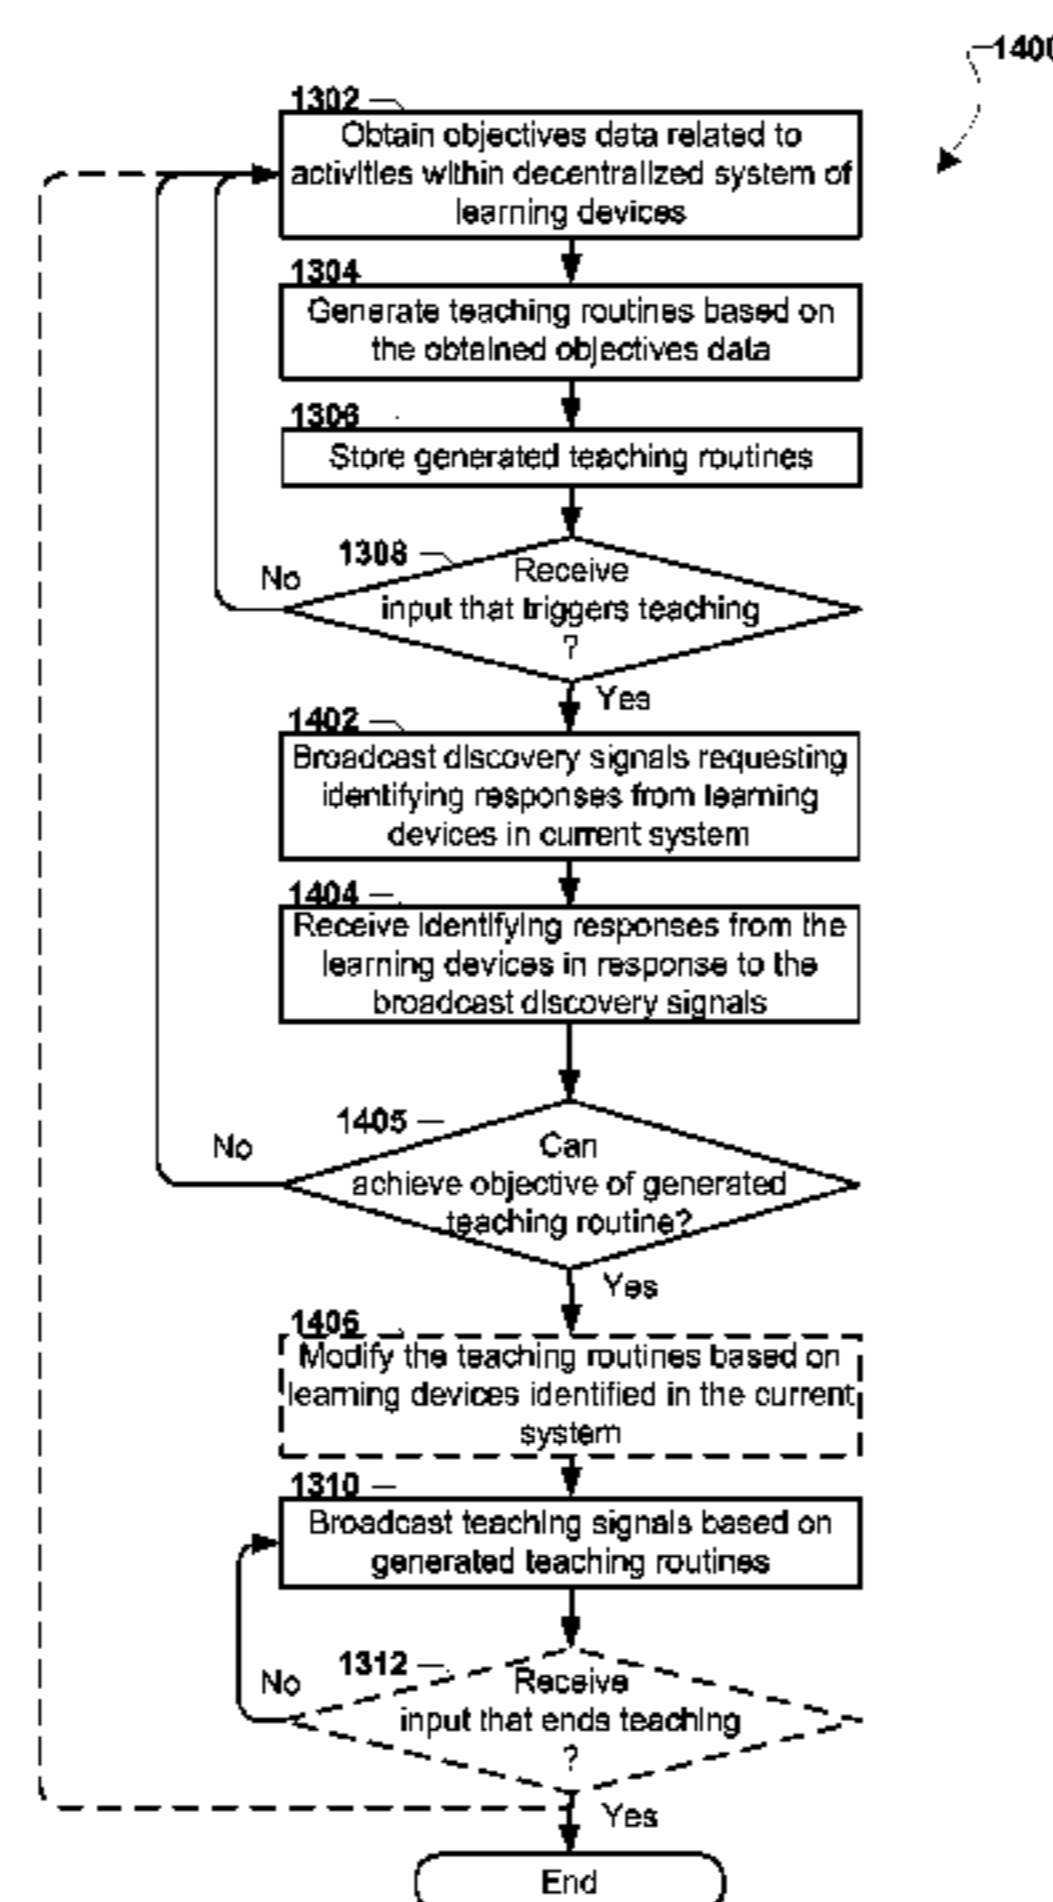 1400
1302
Obtain objectives data related to
activities within decentralized system of
learning devices
1304
Generate teaching routines based on
the obtained objectives data
1306
Store generated teaching routines
1308
No
Receive
input that triggers teaching
?
Yes
1402
Broadcast discovery signals requesting
identifying responses from learning
devices in current system
1404
Receive identifying responses from the
learning devices in response to the
broadcast discovery signals
1405
No
Can
achieve objective of generated
teaching routine?
Yes
1406
Modify the teaching routines based on
learning devices identified in the current
system
1310
Broadcast teaching signals based on
generated teaching routines
1312
No
Receive
input that ends teaching
?
Yes
End